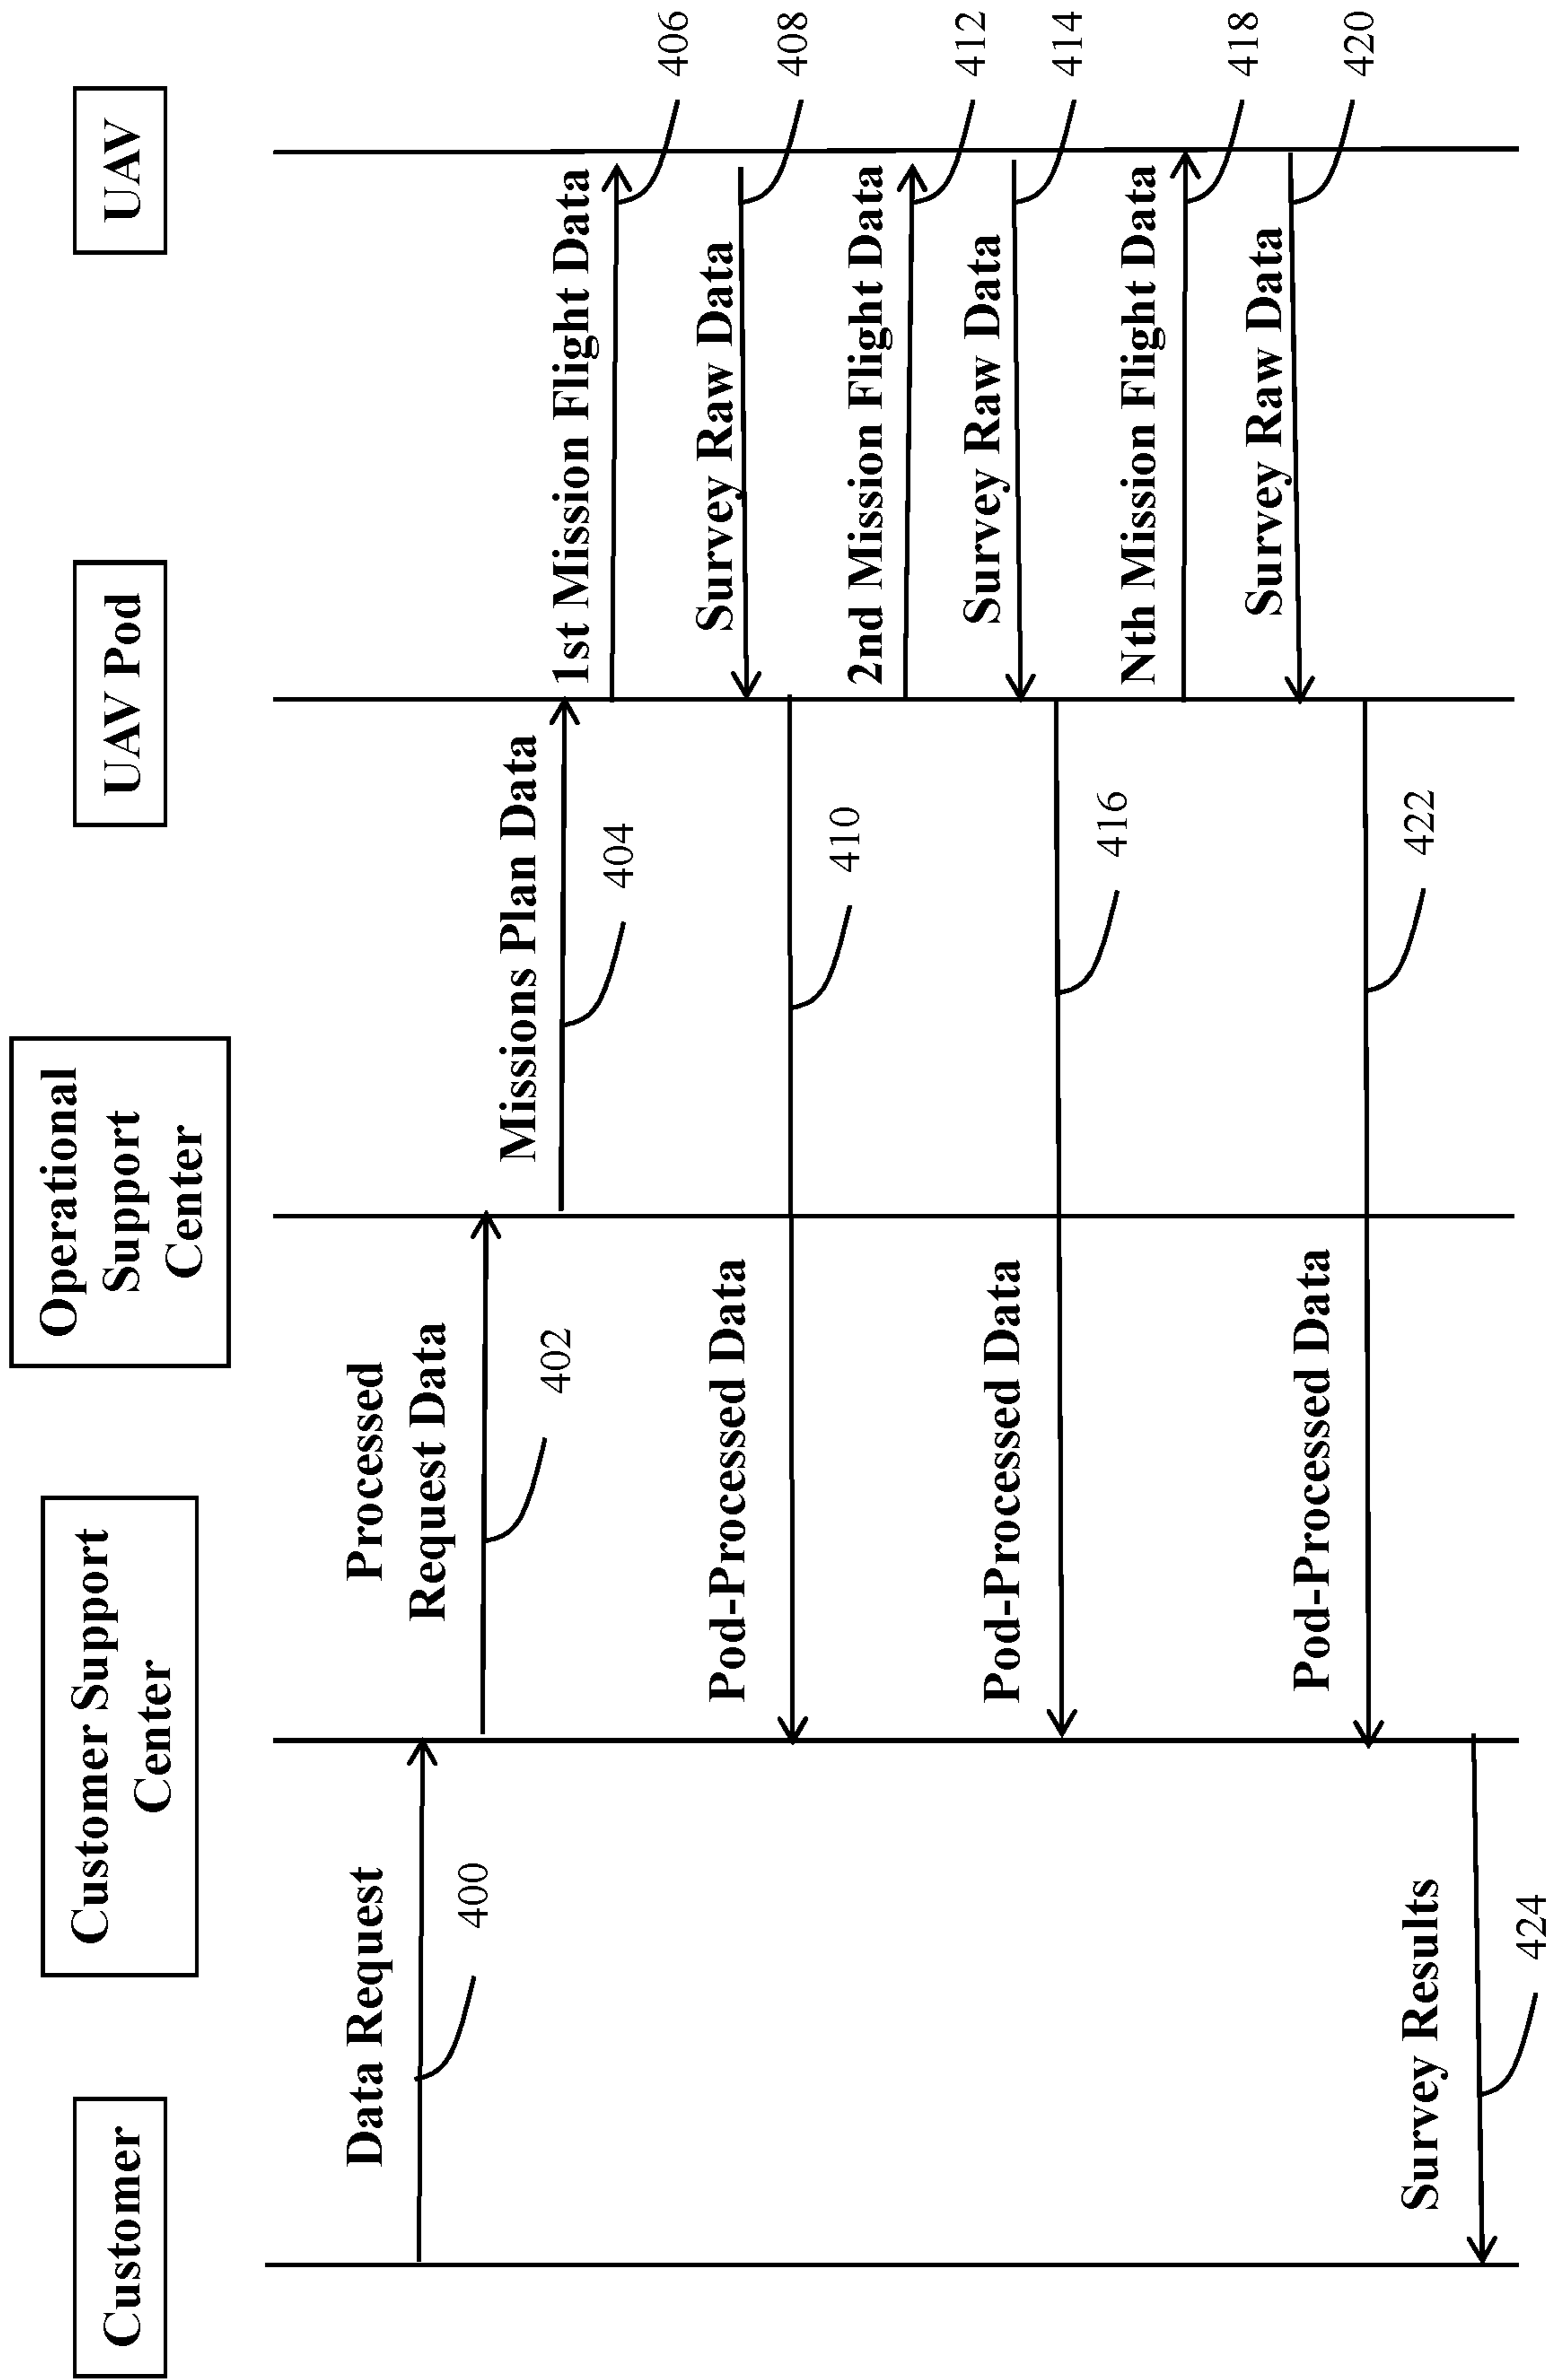 Customer
Customer Support
Center
Operational
Support
Center
UAV Pod
UAV
Data Request
400
Processed
Request Data
402
Missions Plan Data
404
1st Mission Flight Data
406
Survey Raw Data
408
Pod-Processed Data
410
2nd Mission Flight Data
412
Survey Raw Data
414
Pod-Processed Data
416
Nth Mission Flight Data
418
Survey Raw Data
420
Pod-Processed Data
422
Survey Results
424